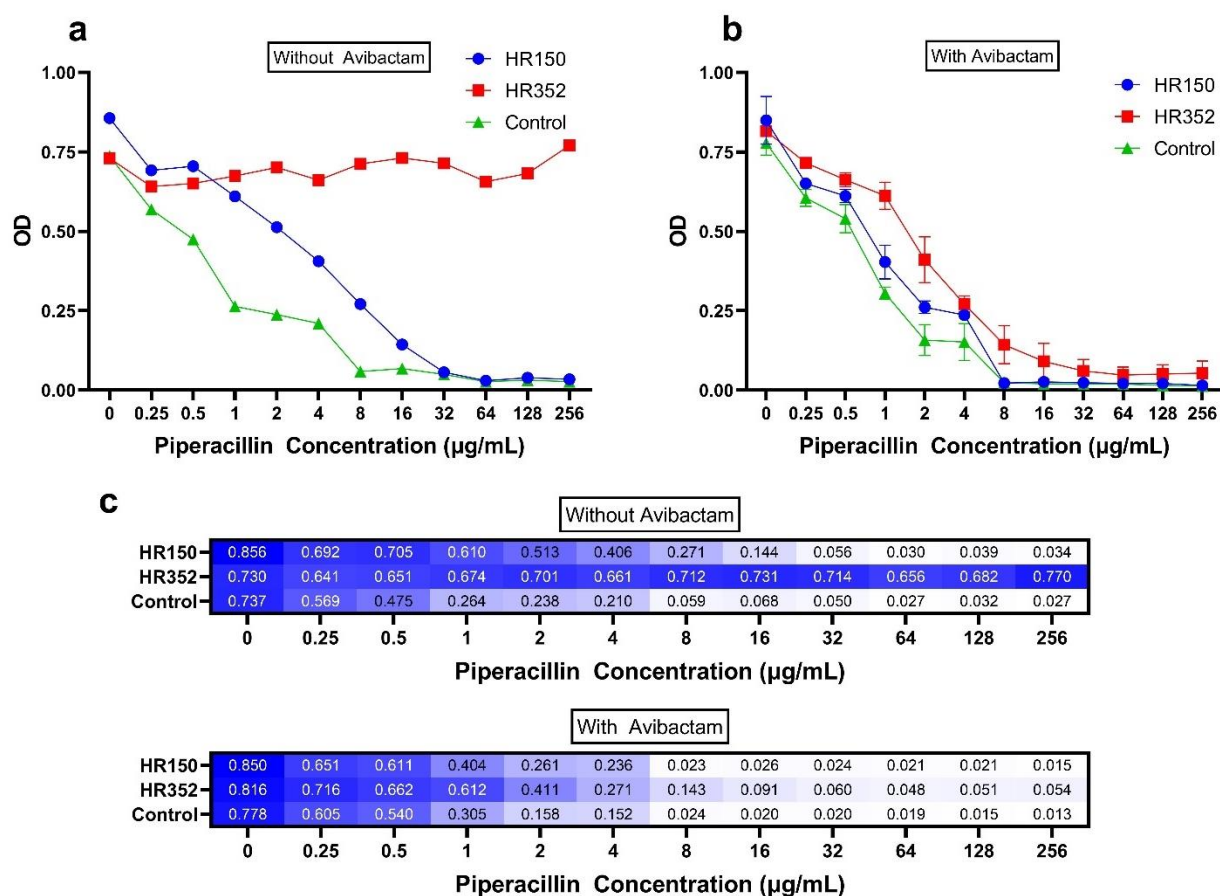 a
Without Avibactam
HR150
HR352
Control
1.00
0.75
0.50
0.25
0.00
OD
0 0.25 0.5 1 2 4 8 16 32 64 128 256
Piperacillin Concentration (µg/mL)
b
With Avibactam
HR150
HR352
Control
1.00
0.75
0.50
0.25
0.00
OD
0 0.25 0.5 1 2 4 8 16 32 64 128 256
Piperacillin Concentration (µg/mL)
c
Without Avibactam
HR150 0.856 0.692 0.705 0.610 0.513 0.406 0.271 0.144 0.056 0.030 0.039 0.034
HR352 0.730 0.641 0.651 0.674 0.701 0.661 0.712 0.731 0.714 0.656 0.682 0.770
Control 0.737 0.569 0.475 0.264 0.238 0.210 0.059 0.068 0.050 0.027 0.032 0.027
0 0.25 0.5 1 2 4 8 16 32 64 128 256
Piperacillin Concentration (µg/mL)
With Avibactam
HR150 0.850 0.651 0.611 0.404 0.261 0.236 0.023 0.026 0.024 0.021 0.021 0.015
HR352 0.816 0.716 0.662 0.612 0.411 0.271 0.143 0.091 0.060 0.048 0.051 0.054
Control 0.778 0.605 0.540 0.305 0.158 0.152 0.024 0.020 0.020 0.019 0.015 0.013
0 0.25 0.5 1 2 4 8 16 32 64 128 256
Piperacillin Concentration (µg/mL)